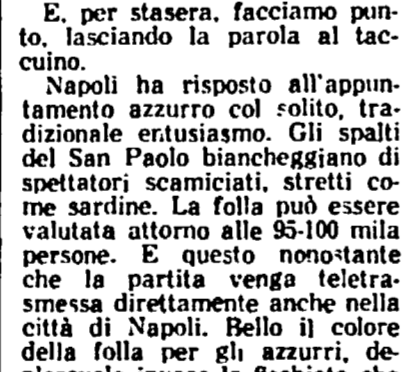 E, per stasera, facciamo pun-
to, lasciando la parola al tac-
cuino.
Napoli ha risposto all'appun-
tamento azzurro col solito, tra-
dizionale entusiasmo. Gli spalti
del San Paolo biancheggiano di
spettatori scamiciati, stretti co-
me sardine. La folla può essere
valutata attorno alle 95-100 mila
persone. E questo nonostante
che la partita venga teletra-
smessa direttamente anche nella
città di Napoli. Bello il colore
della folla per gli azzurri, de-